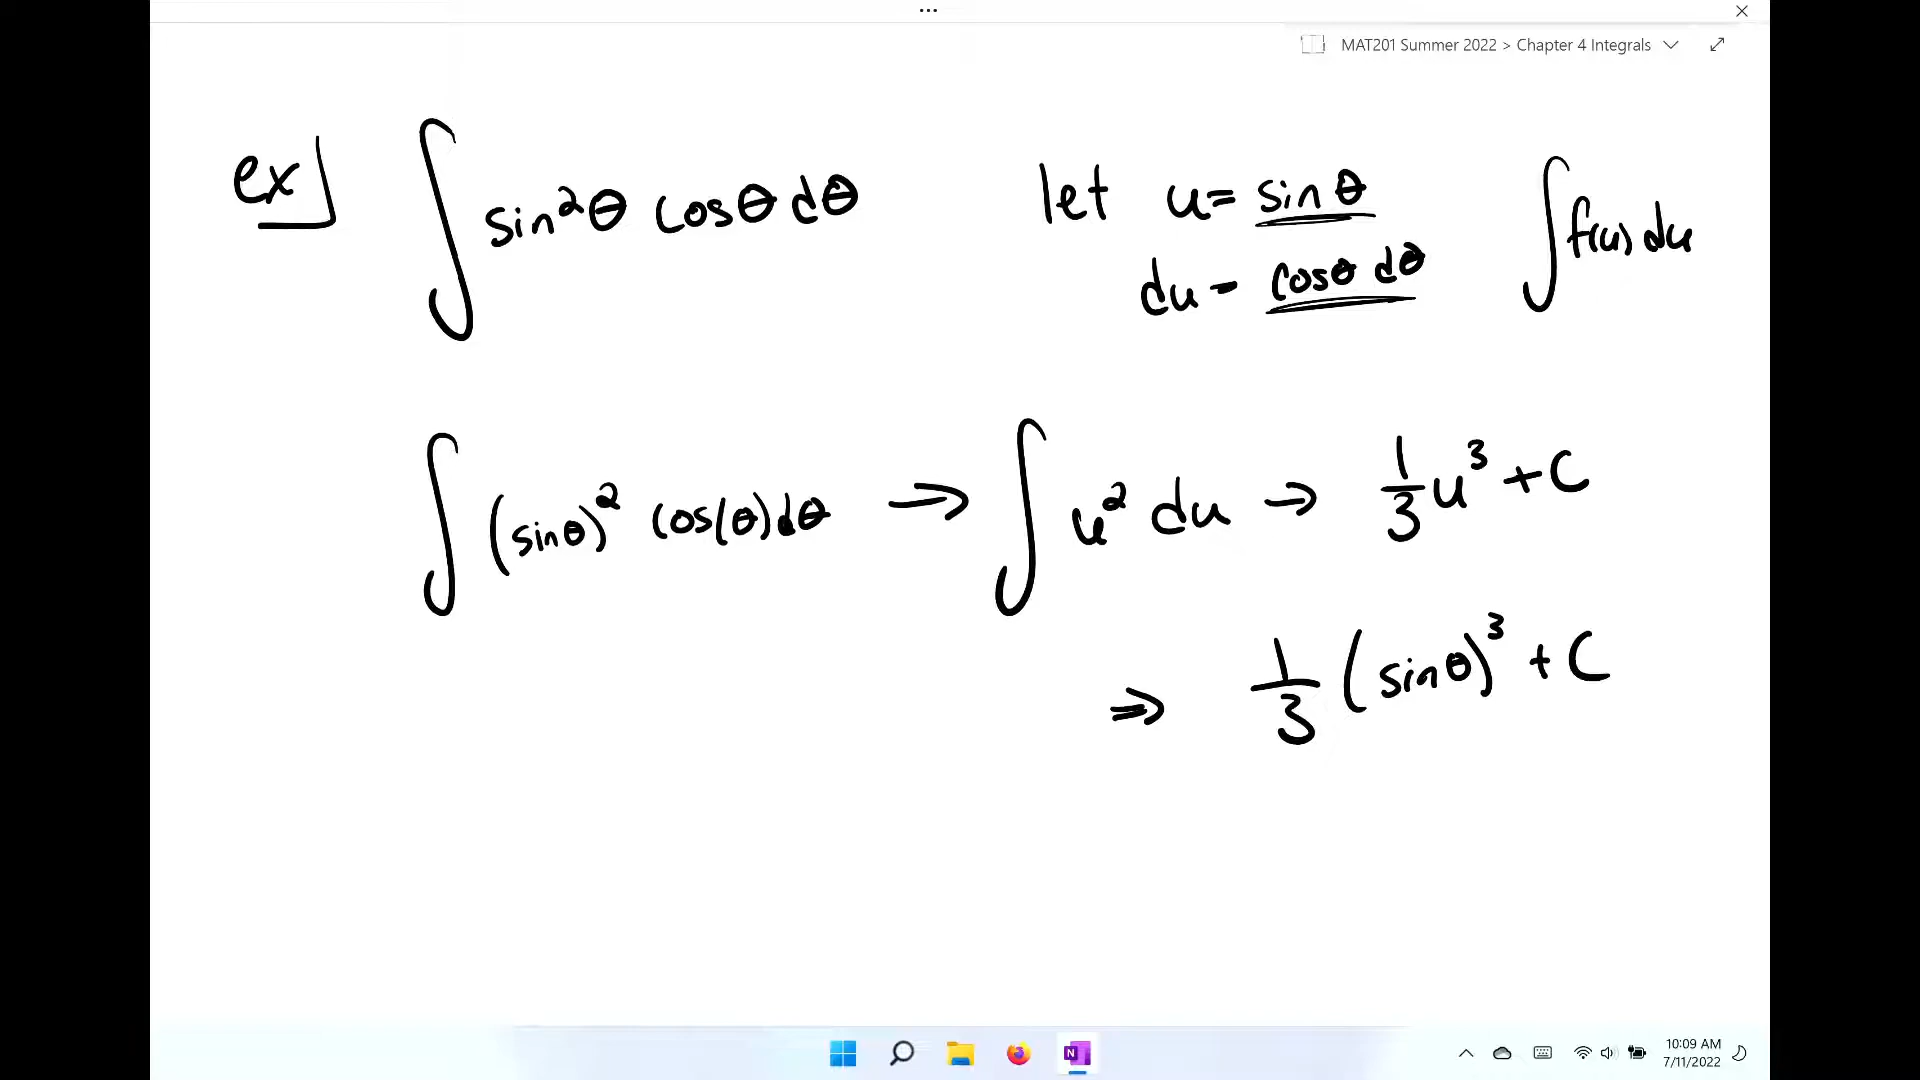 ...
MAT201 Summer 2022 > Chapter 4 Integrals
ex] ∫ sin²θ cosθ dθ let u = sin θ ∫ f(u) du
du = cosθ dθ
∫ (sinθ)² cos(θ) dθ → ∫ u² du → 1/3 u³ + C
⇒ 1/3 (sinθ)³ + C
N
10:09 AM
7/11/2022